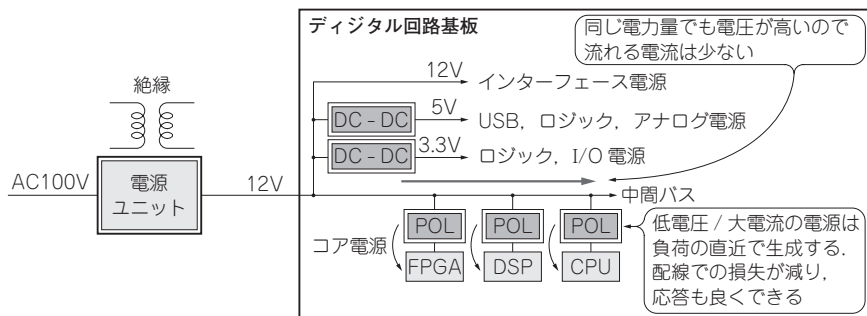 ディジタル回路基板
同じ電力量でも電圧が高いので
流れる電流は少ない
絶縁
12V
インターフェース電源
DC - DC
5V
USB，ロジック，アナログ電源
DC - DC
3.3V
ロジック，I/O 電源
AC100V
電源
ユニット
12V
中間バス
POL
POL
POL
コア電源
FPGA
DSP
CPU
低電圧 / 大電流の電源は
負荷の直近で生成する．
配線での損失が減り，
応答も良くできる